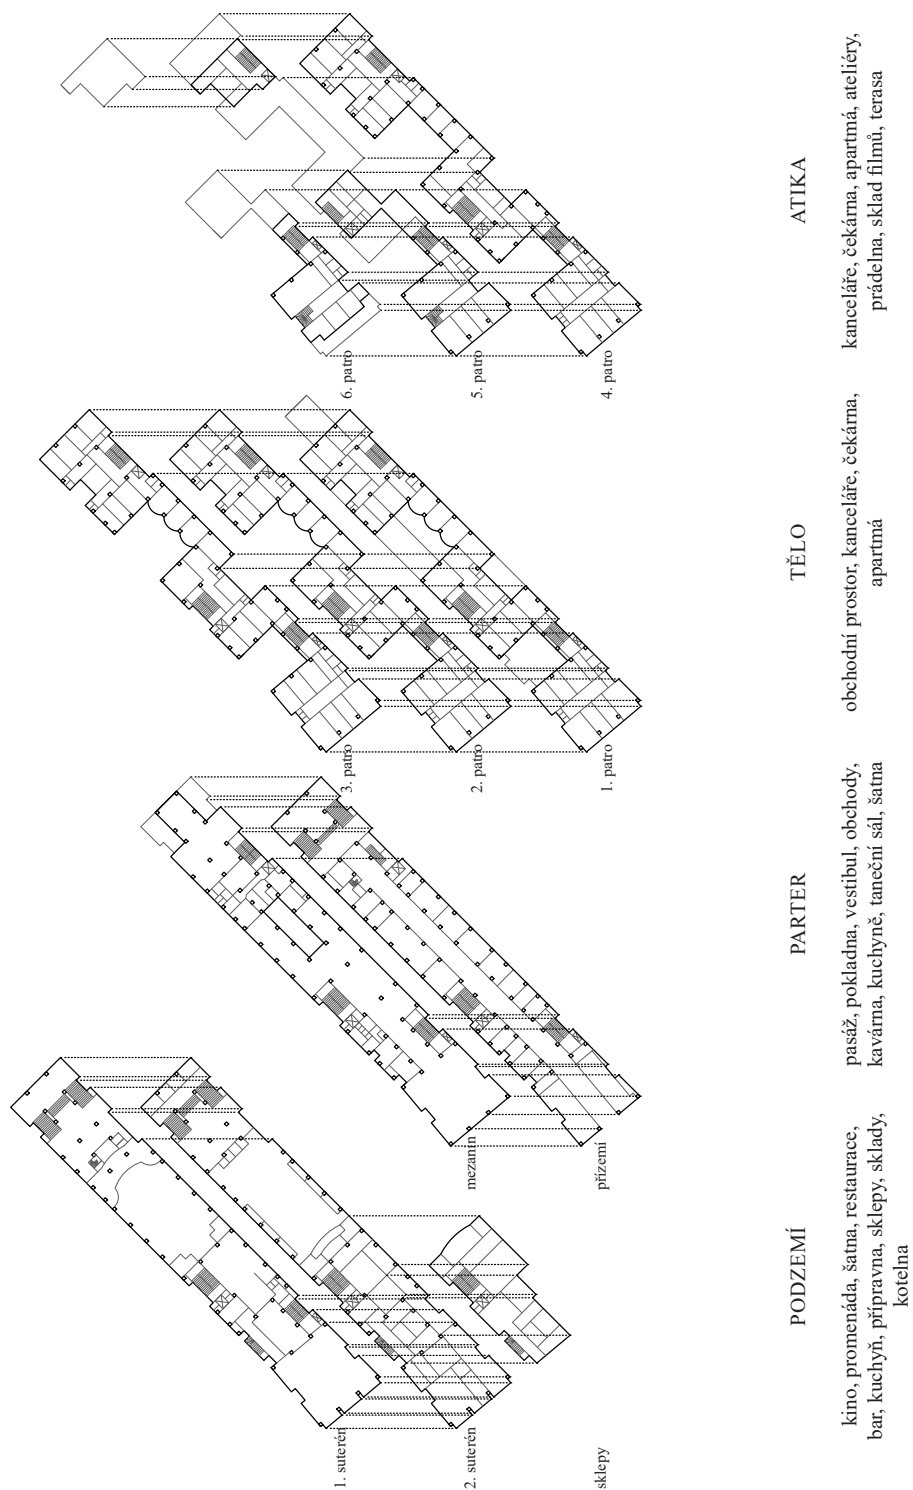 1. suterén
2. suterén
sklepy
PODZEMÍ
kino, promenáda, šatna, restaurace,
bar, kuchyň, přípravna, sklepy, sklady,
kotelna
mezanin
přízemí
PARTER
pasáž, pokladna, vestibul, obchody,
kavárna, kuchyně, taneční sál, šatna
3. patro
2. patro
1. patro
TĚLO
obchodní prostor, kanceláře, čekárna,
apartmá
6. patro
5. patro
4. patro
ATIKA
kanceláře, čekárna, apartmá, ateliéry,
prádelna, sklad filmů, terasa